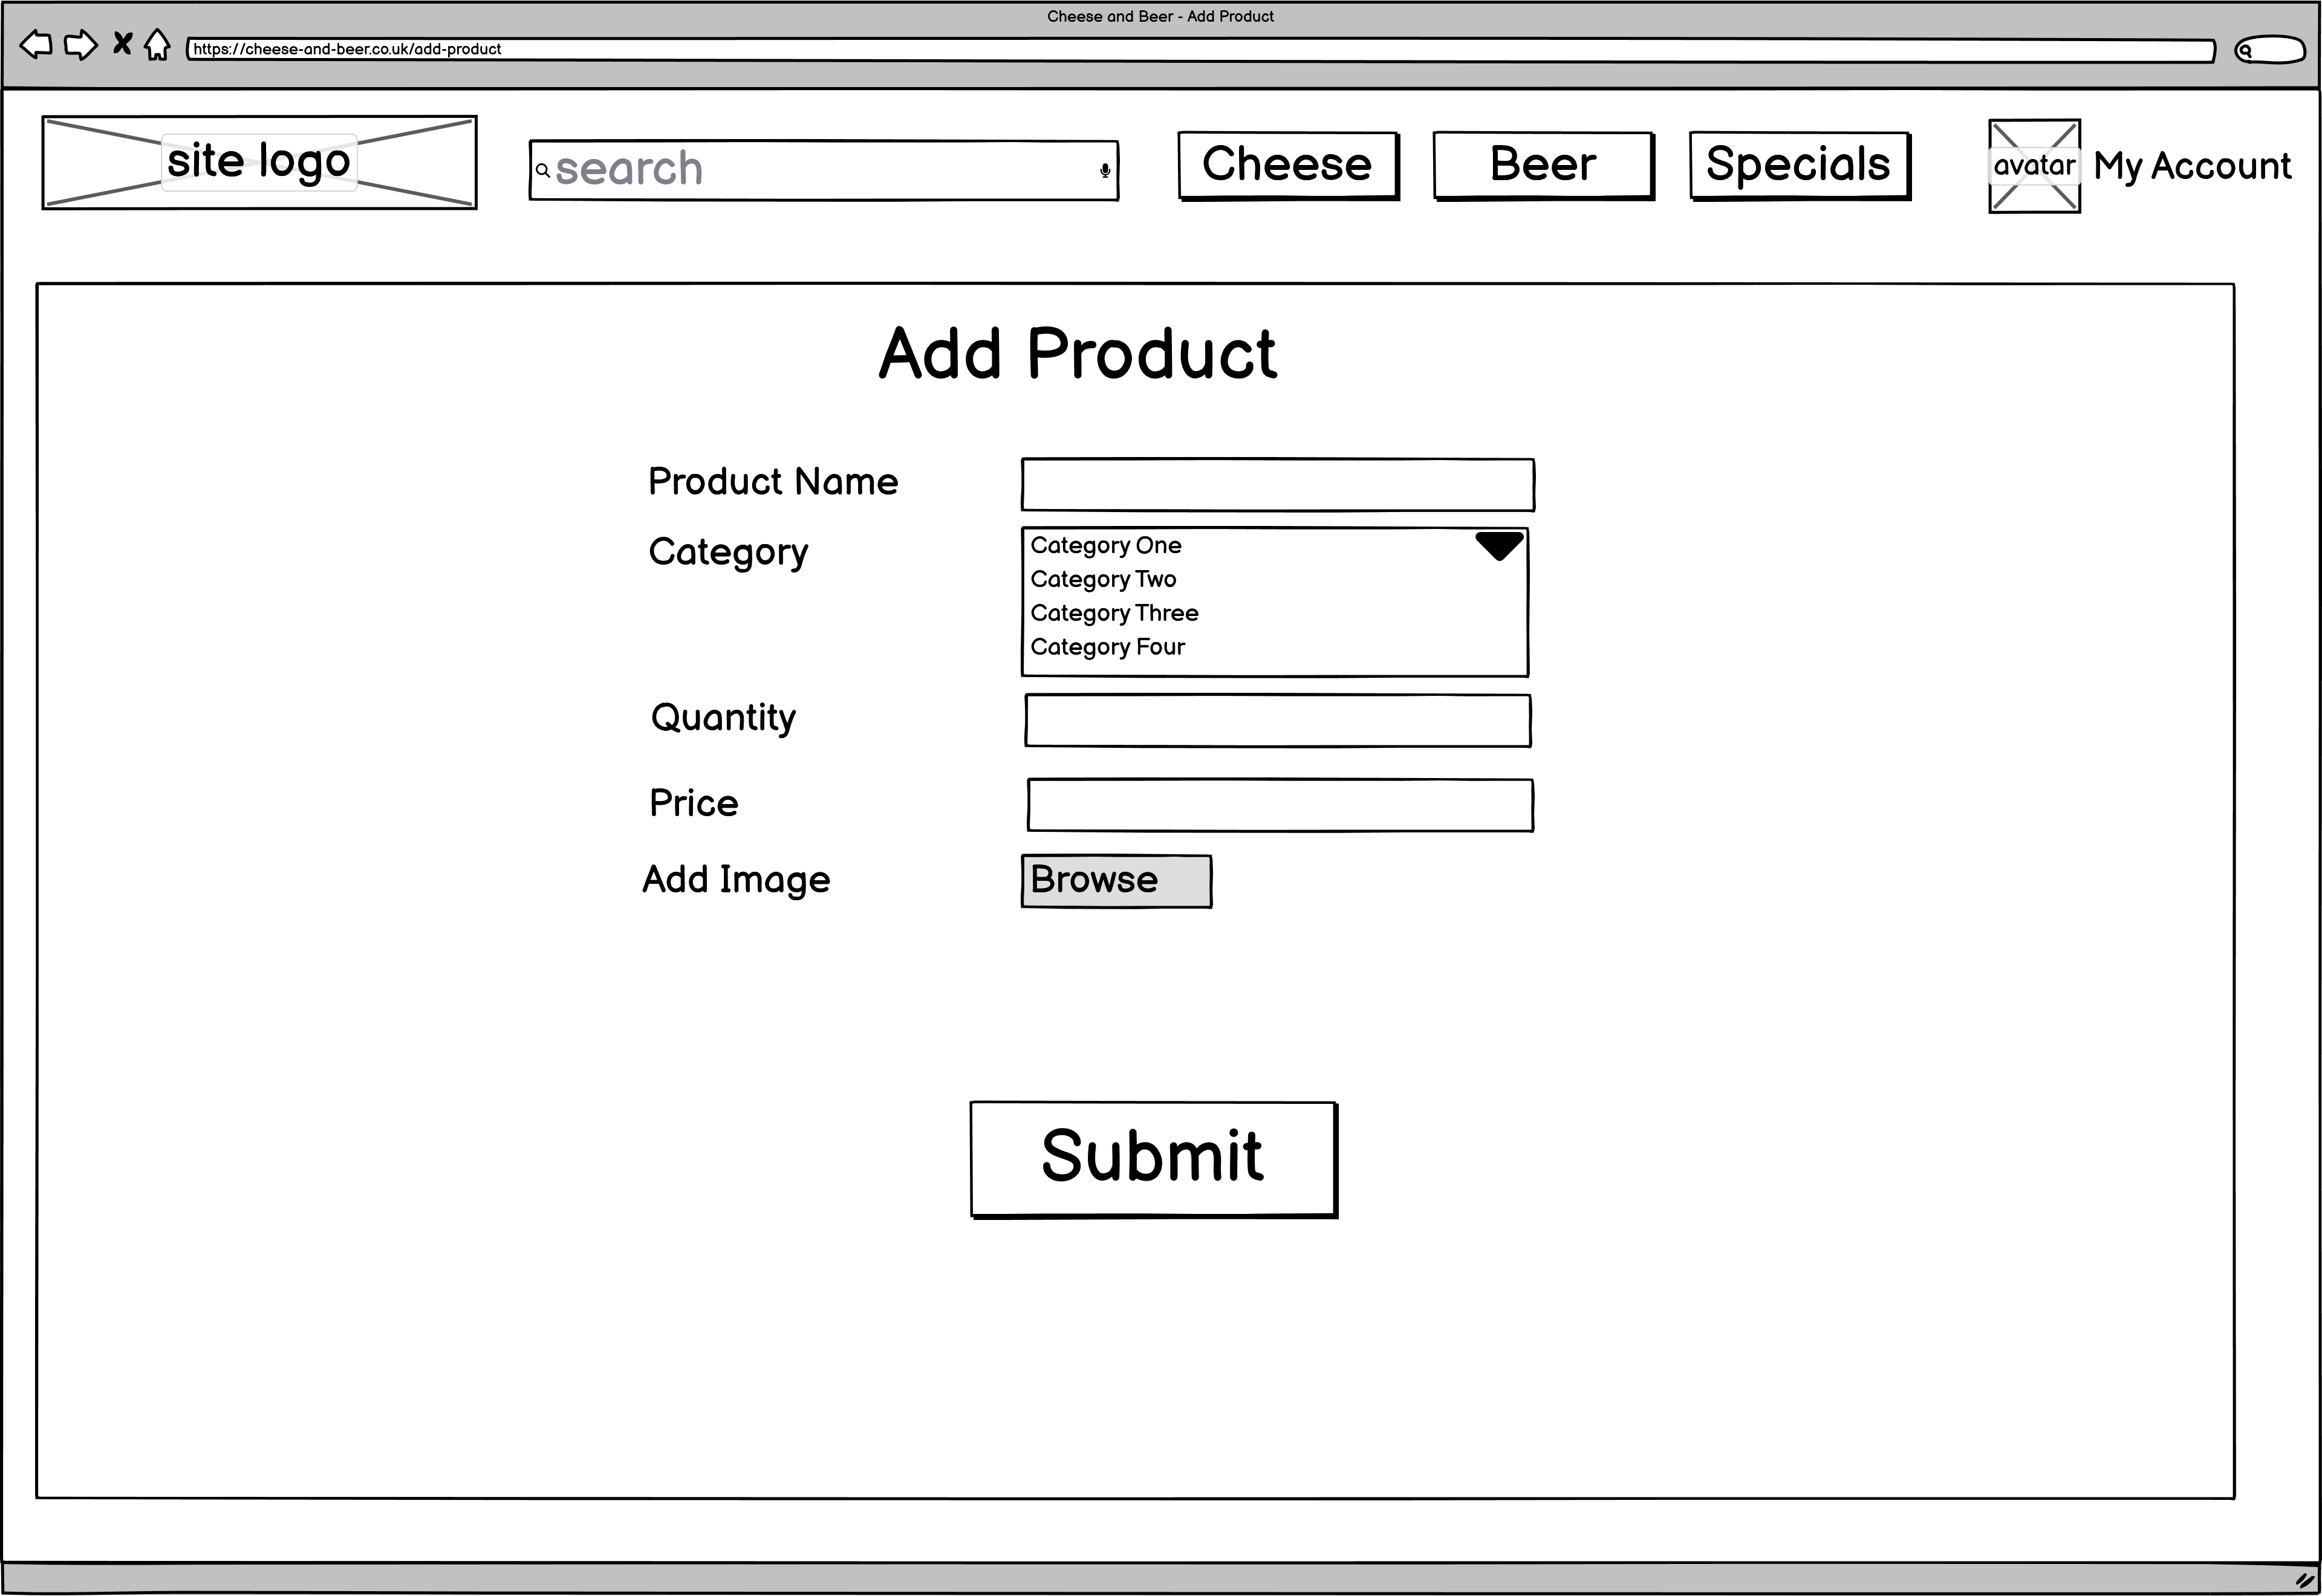 Cheese and Beer - Add Product
https://cheese-and-beer.co.uk/add-product
site logo
search
Cheese
Beer
Specials
avatar
My Account
Add Product
Product Name
Category
Category One
Category Two
Category Three
Category Four
Quantity
Price
Add Image
Browse
Submit